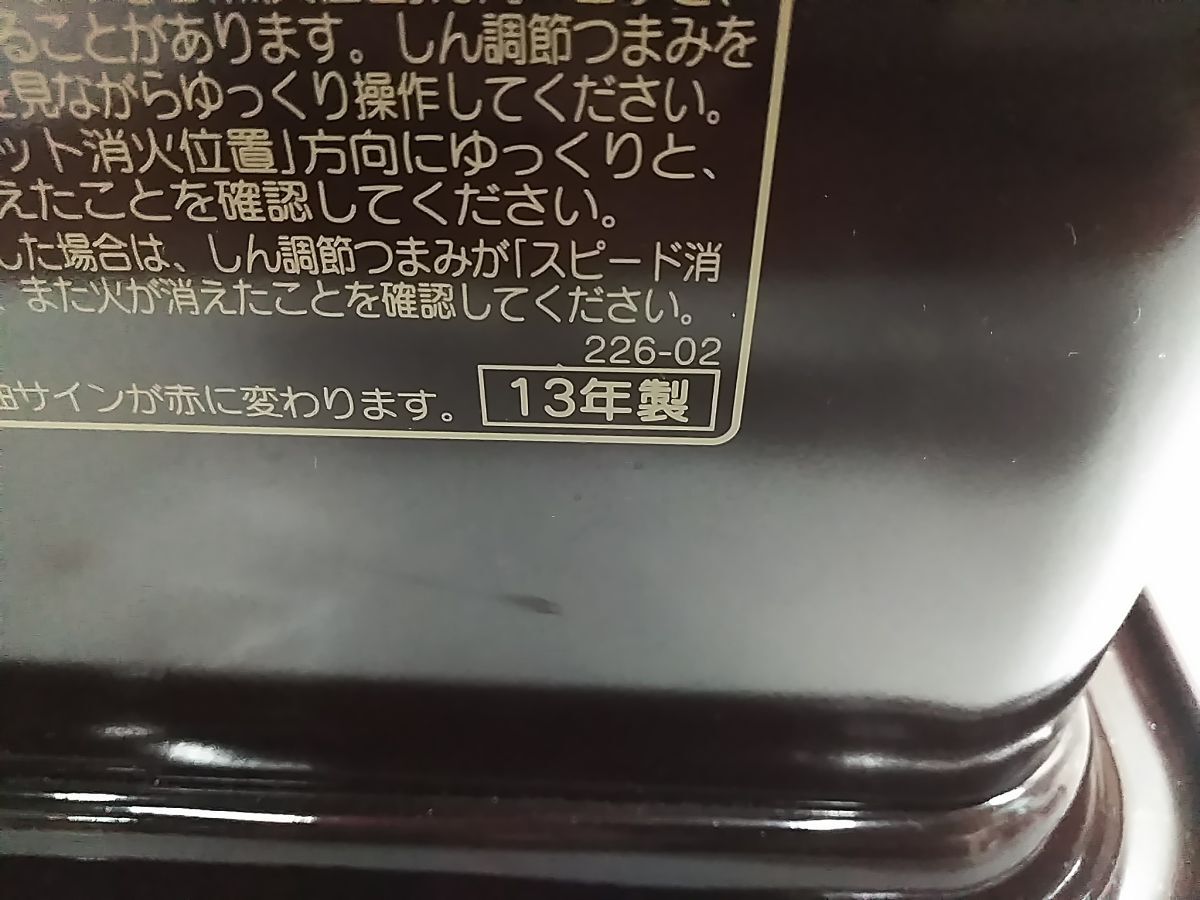 ることがあります。しん調節つまみを
見ながらゆっくり操作してください。
ット消火位置」方向にゆっくりと、
えたことを確認してください。
した場合は、しん調節つまみが「スピード消
また火が消えたことを確認してください。
226-02
油サインが赤に変わります。 13年製